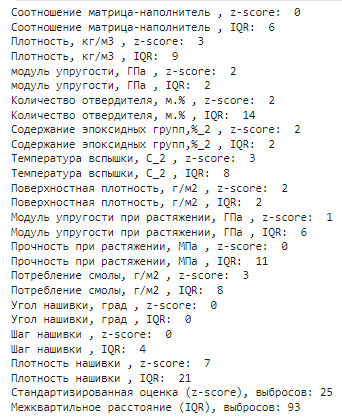 Соотношение матрица-наполнитель , z-score:  0
Соотношение матрица-наполнитель , IQR:  6
Плотность, кг/м3 , z-score:  3
Плотность, кг/м3 , IQR:  9
модуль упругости, ГПа , z-score:  2
модуль упругости, ГПа , IQR:  2
Количество отвердителя, м.% , z-score:  2
Количество отвердителя, м.% , IQR:  14
Содержание эпоксидных групп,%_2 , z-score:  2
Содержание эпоксидных групп,%_2 , IQR:  2
Температура вспышки, С_2 , z-score:  3
Температура вспышки, С_2 , IQR:  8
Поверхностная плотность, г/м2 , z-score:  2
Поверхностная плотность, г/м2 , IQR:  2
Модуль упругости при растяжении, ГПа , z-score:  1
Модуль упругости при растяжении, ГПа , IQR:  6
Прочность при растяжении, МПа , z-score:  0
Прочность при растяжении, МПа , IQR:  11
Потребление смолы, г/м2 , z-score:  3
Потребление смолы, г/м2 , IQR:  8
Угол нашивки, град , z-score:  0
Угол нашивки, град , IQR:  0
Шаг нашивки , z-score:  0
Шаг нашивки , IQR:  4
Плотность нашивки , z-score:  7
Плотность нашивки , IQR:  21
Стандартизированная оценка (z-score), выбросов: 25
Межквартильное расстояние (IQR), выбросов: 93